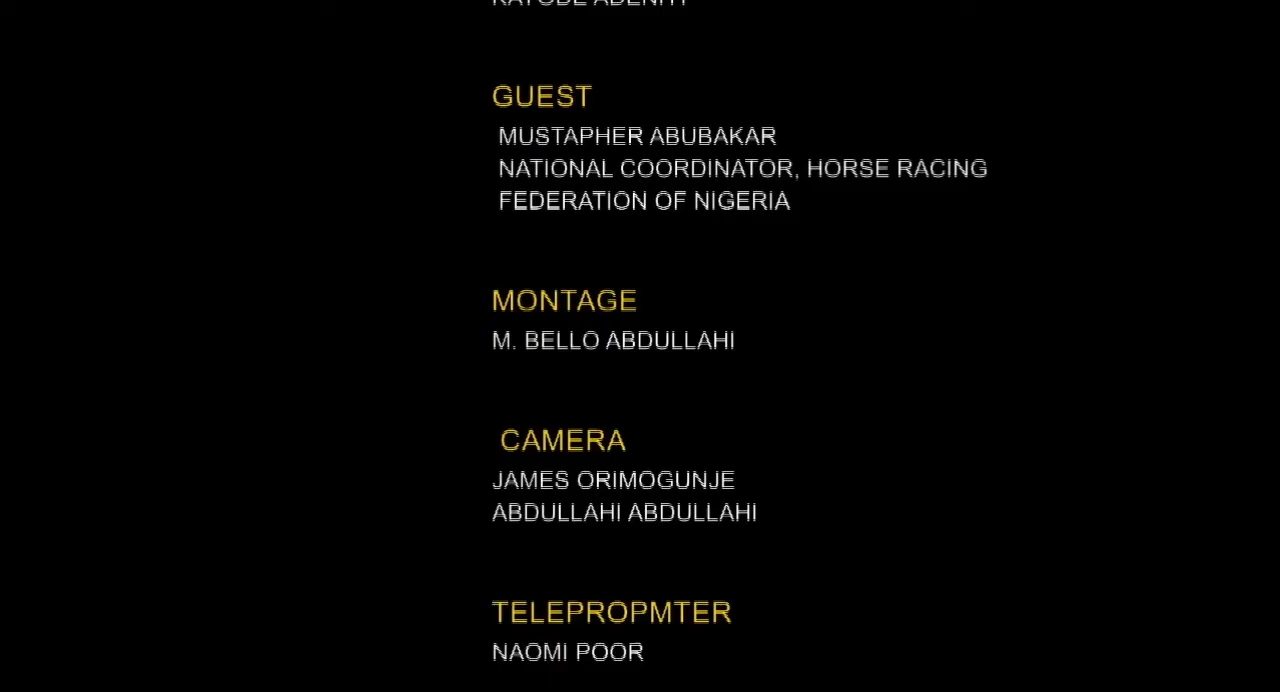 GUEST
MUSTAPHER ABUBAKAR
NATIONAL COORDINATOR, HORSE RACING
FEDERATION OF NIGERIA
MONTAGE
M. BELLO ABDULLAHI
CAMERA
JAMES ORIMOGUNJE
ABDULLAHI ABDULLAHI
TELEPROPMTER
NAOMI POOR